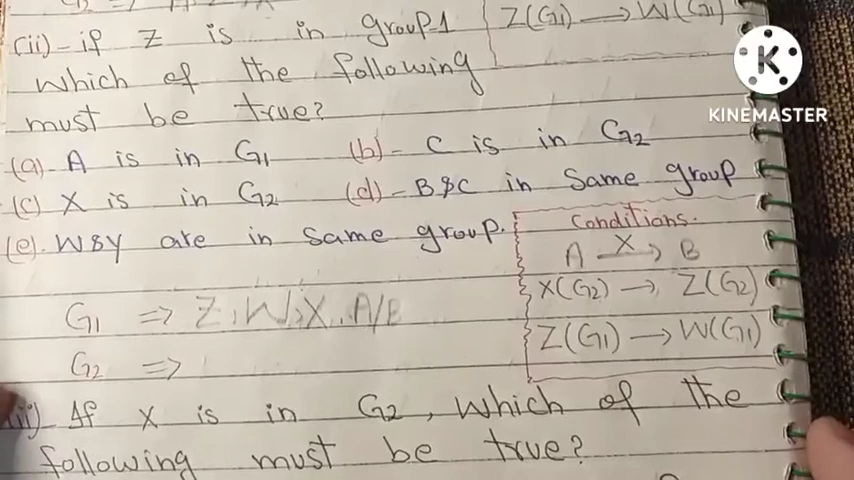 Z(G1) → W(G1)
(ii)- if Z is in group-1
which of the following
must be true?
(a) A is in G1 (b)- C is in G2
(c) X is in G2 (d)- B & C in same group
(e). W & Y are in same group.
Conditions.
A X→ B
X(G2) → Z(G2)
Z(G1) → W(G1)
G1 ⇒ Z, W, X, A/B
G2 ⇒
If X is in G2, which of the
following must be true?
K
KINEMASTER